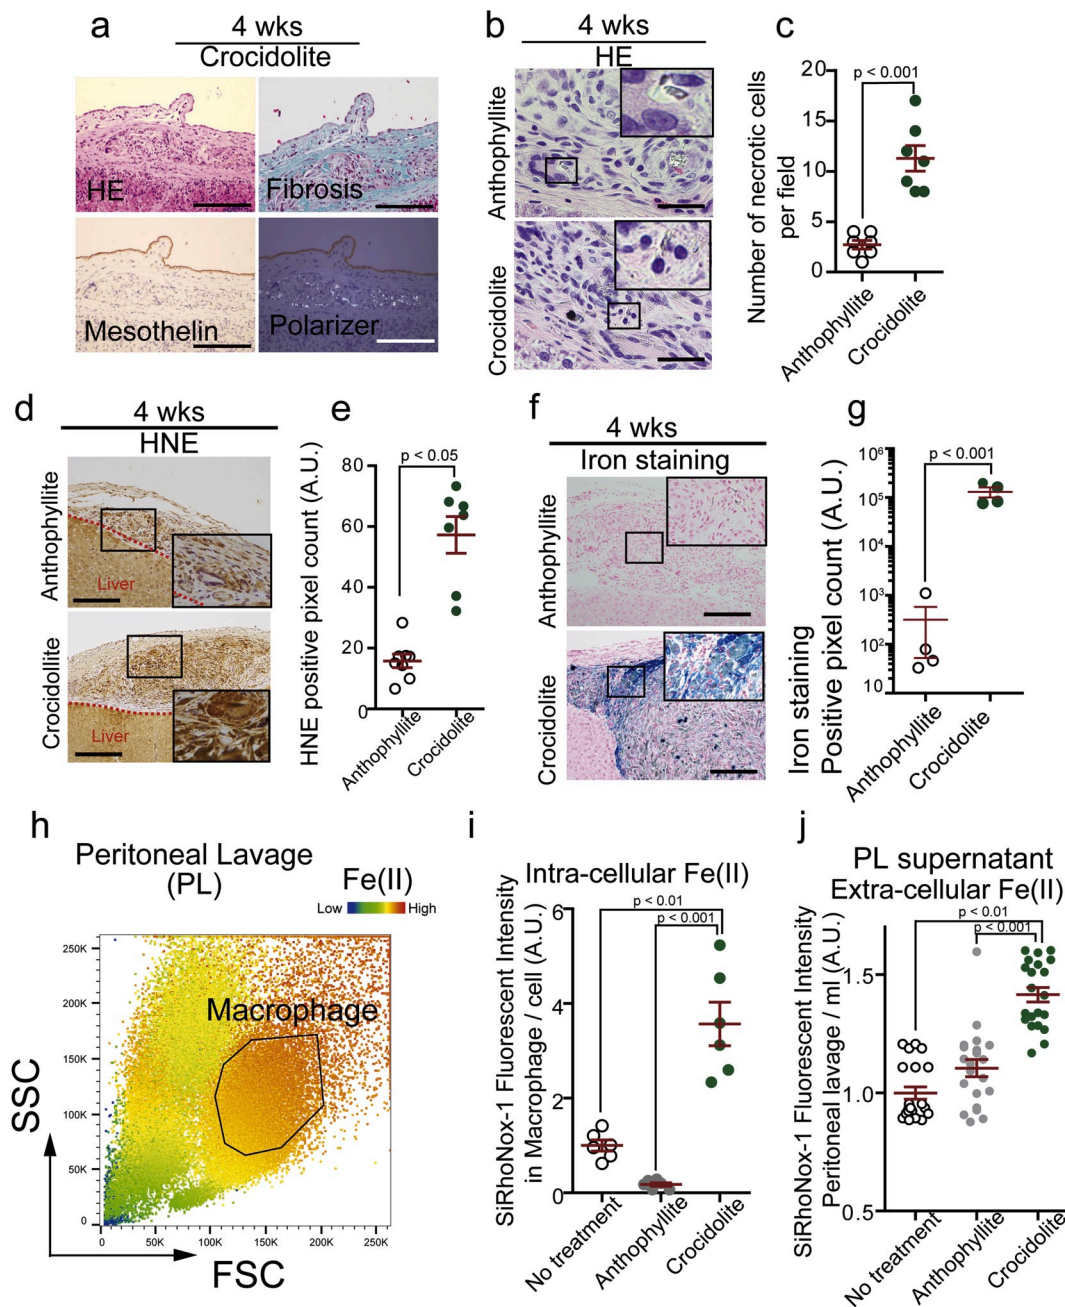 a
4 wks
Crocidolite
HE
Fibrosis
Mesothelin
Polarizer
b
4 wks
HE
Anthophyllite
Crocidolite
c
p < 0.001
Number of necrotic cells
per field
20
15
10
5
0
Anthophyllite
Crocidolite
d
4 wks
HNE
Anthophyllite
Liver
Crocidolite
Liver
e
p < 0.05
HNE positive pixel count (A.U.)
80
60
40
20
0
Anthophyllite
Crocidolite
f
4 wks
Iron staining
Anthophyllite
Crocidolite
g
p < 0.001
Iron staining
Positive pixel count (A.U.)
10⁶
10⁵
10³
10²
10
Anthophyllite
Crocidolite
h
Peritoneal Lavage
(PL)
Fe(II)
Low
High
Macrophage
SSC
250K
200K
150K
100K
50K
0
0
50K
100K
150K
200K
250K
FSC
i
Intra-cellular Fe(II)
p < 0.01
p < 0.001
SiRhoNox-1 Fluorescent Intensity
in Macrophage / cell (A.U.)
6
4
2
0
No treatment
Anthophyllite
Crocidolite
j
PL supernatant
Extra-cellular Fe(II)
p < 0.01
p < 0.001
SiRhoNox-1 Fluorescent Intensity
Peritoneal lavage / ml (A.U.)
1.5
1.0
0.5
No treatment
Anthophyllite
Crocidolite